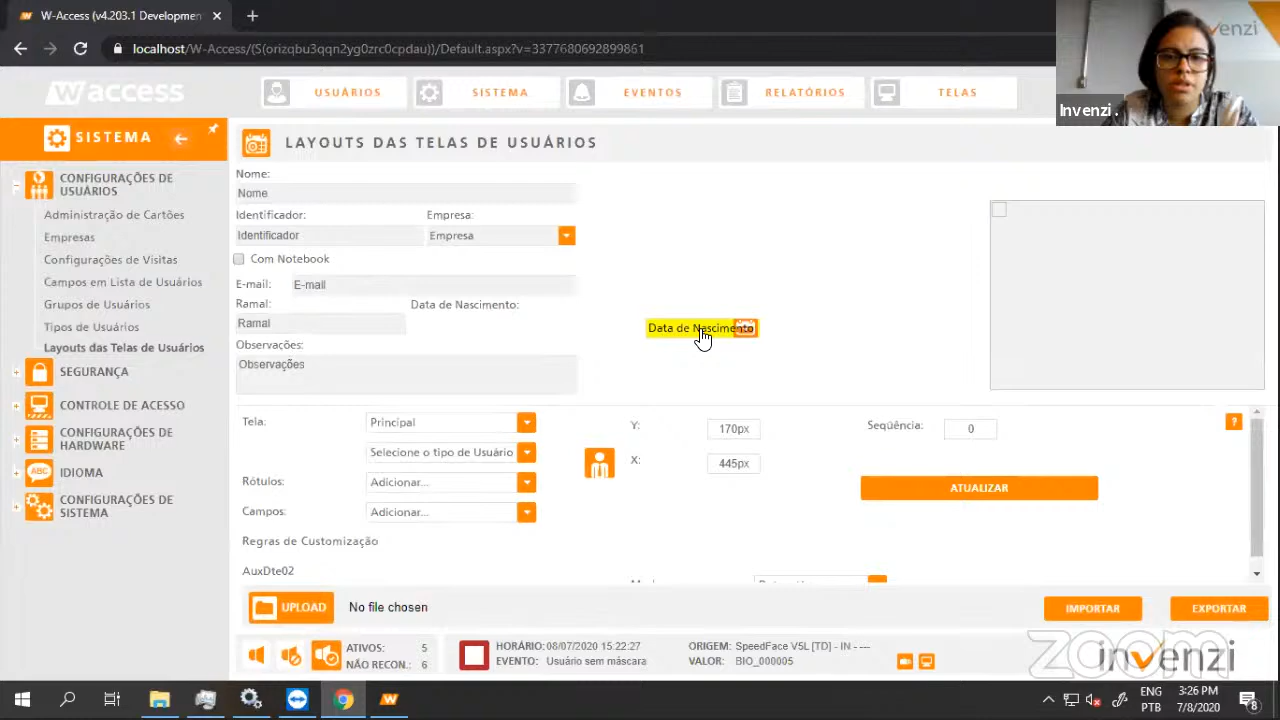 W-Access (v4.203.1 Developmen
localhost/W-Access/(S(orizqbu3qqn2yg0zrc0cpdau))/Default.aspx?v=3377680692899861
invenzi
Invenzi .
waccess
USUÁRIOS
SISTEMA
EVENTOS
RELATÓRIOS
TELAS
SISTEMA
LAYOUTS DAS TELAS DE USUÁRIOS
CONFIGURAÇÕES DE
USUÁRIOS
Administração de Cartões
Empresas
Configurações de Visitas
Campos em Lista de Usuários
Grupos de Usuários
Tipos de Usuários
Layouts das Telas de Usuários
SEGURANÇA
CONTROLE DE ACESSO
CONFIGURAÇÕES DE
HARDWARE
ABC
IDIOMA
CONFIGURAÇÕES DE
SISTEMA
Nome:
Nome
Identificador: Empresa:
Identificador Empresa
Com Notebook
E-mail: E-mail
Ramal: Data de Nascimento:
Ramal
Data de Nascimento
Observações:
Observações
Tela: Principal
Selecione o tipo de Usuário
Rótulos: Adicionar...
Campos: Adicionar...
Regras de Customização
AuxDte02
Y: 170px
X: 445px
Seqüência: 0
?
ATUALIZAR
UPLOAD No file chosen
IMPORTAR
EXPORTAR
ATIVOS: 5
NÃO RECON.: 6
HORÁRIO: 08/07/2020 15:22:27
EVENTO: Usuário sem máscara
ORIGEM: SpeedFace V5L [TD] - IN - ----
VALOR: BIO_000005
zoom
invenzi
ENG
PTB
3:26 PM
7/8/2020
8